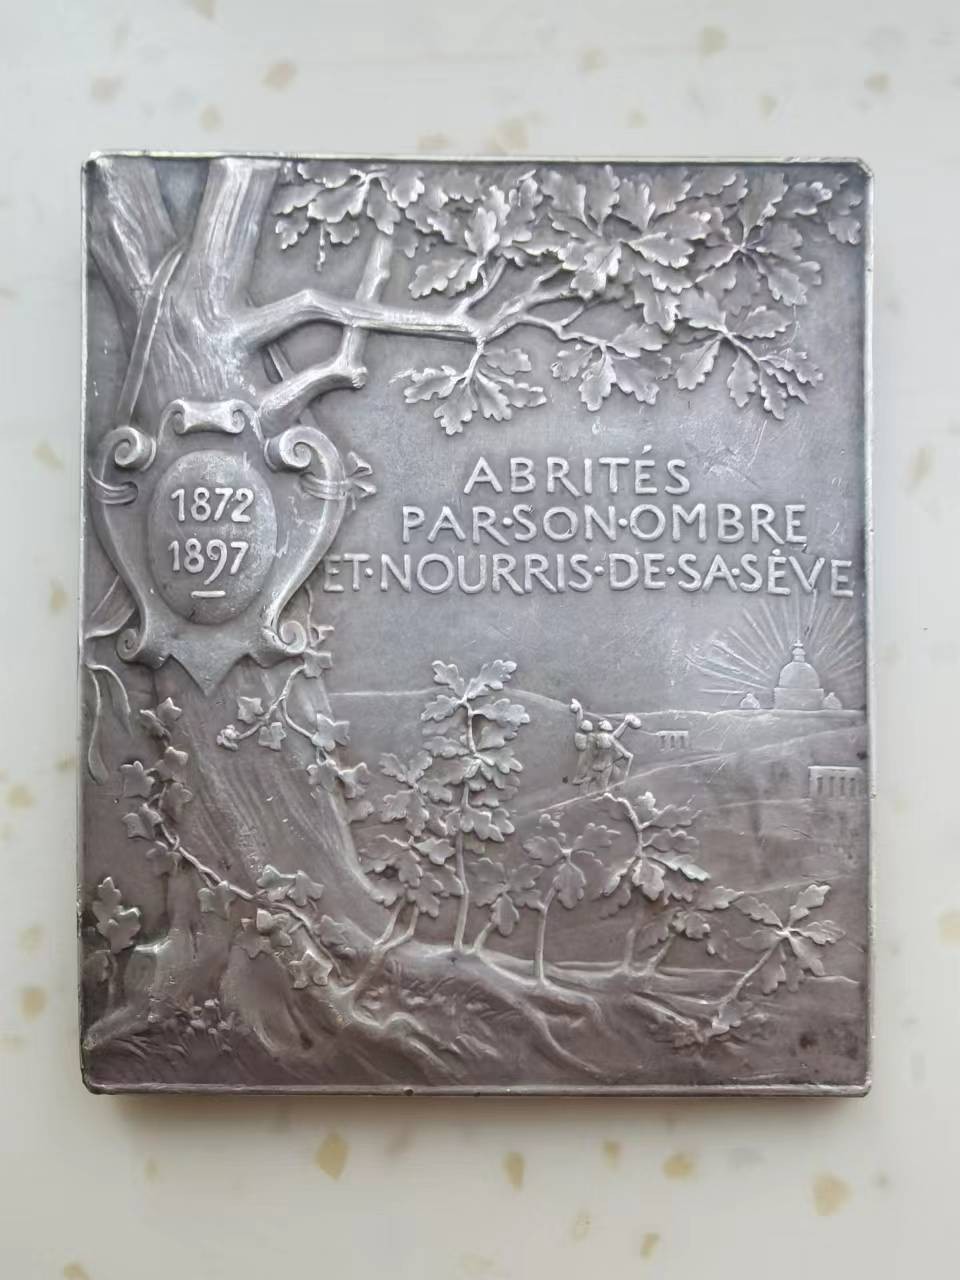 1872
1897
ABRITÉS
PAR·SON·OMBRE
ET·NOURRIS·DE·SA·SÈVE